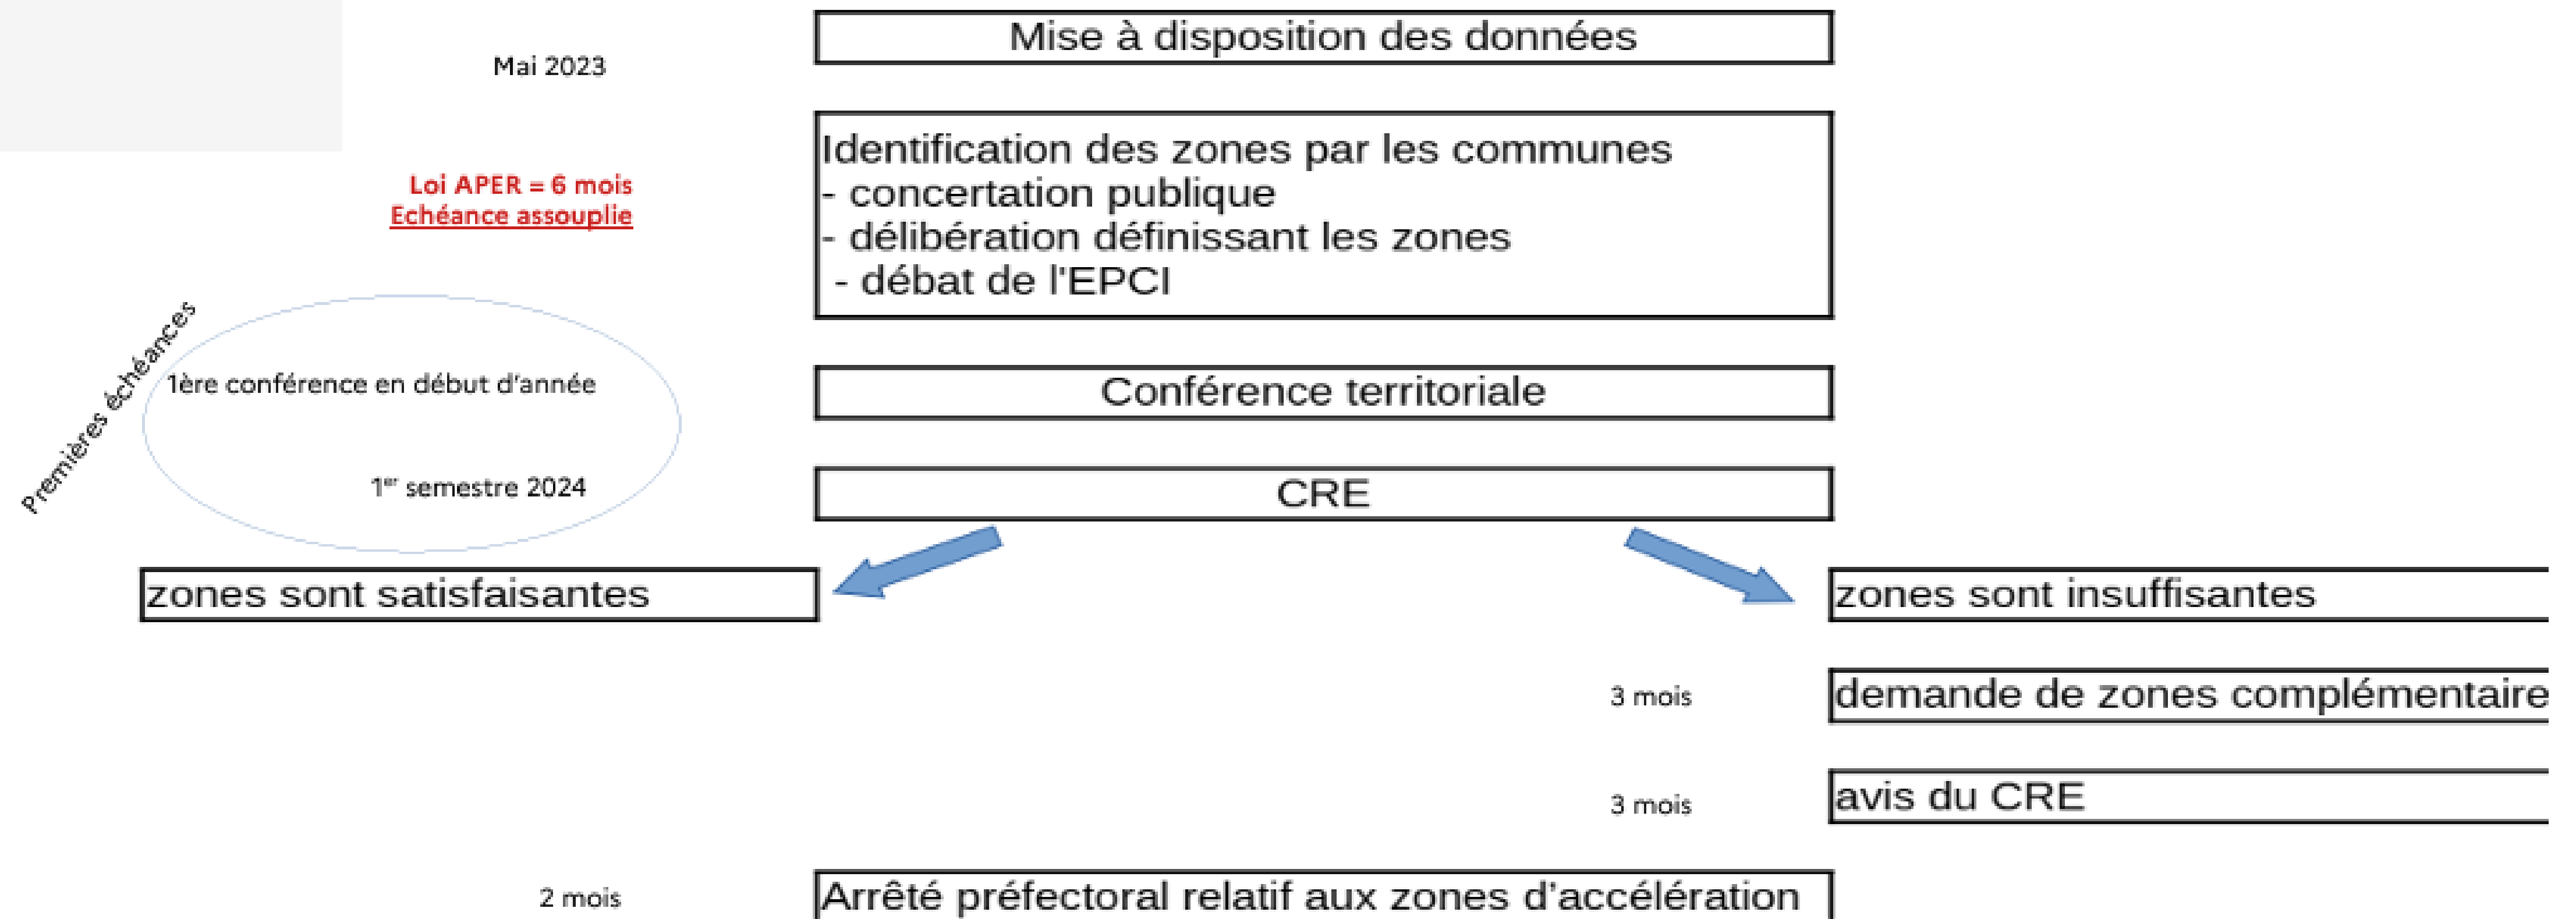 Mise à disposition des données
Mai 2023
Identification des zones par les communes
- concertation publique
- délibération définissant les zones
- débat de l'EPCI
Loi APER = 6 mois
Echéance assouplie
Premières échéances
1ère conférence en début d'année
Conférence territoriale
1er semestre 2024
CRE
zones sont satisfaisantes
zones sont insuffisantes
3 mois
demande de zones complémentaire
3 mois
avis du CRE
2 mois
Arrêté préfectoral relatif aux zones d'accélération